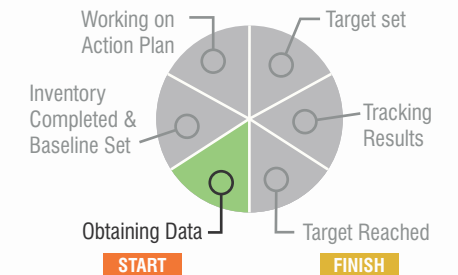 Working on
Action Plan
Target set
Inventory
Completed &
Baseline Set
Tracking
Results
Obtaining Data
Target Reached
START
FINISH